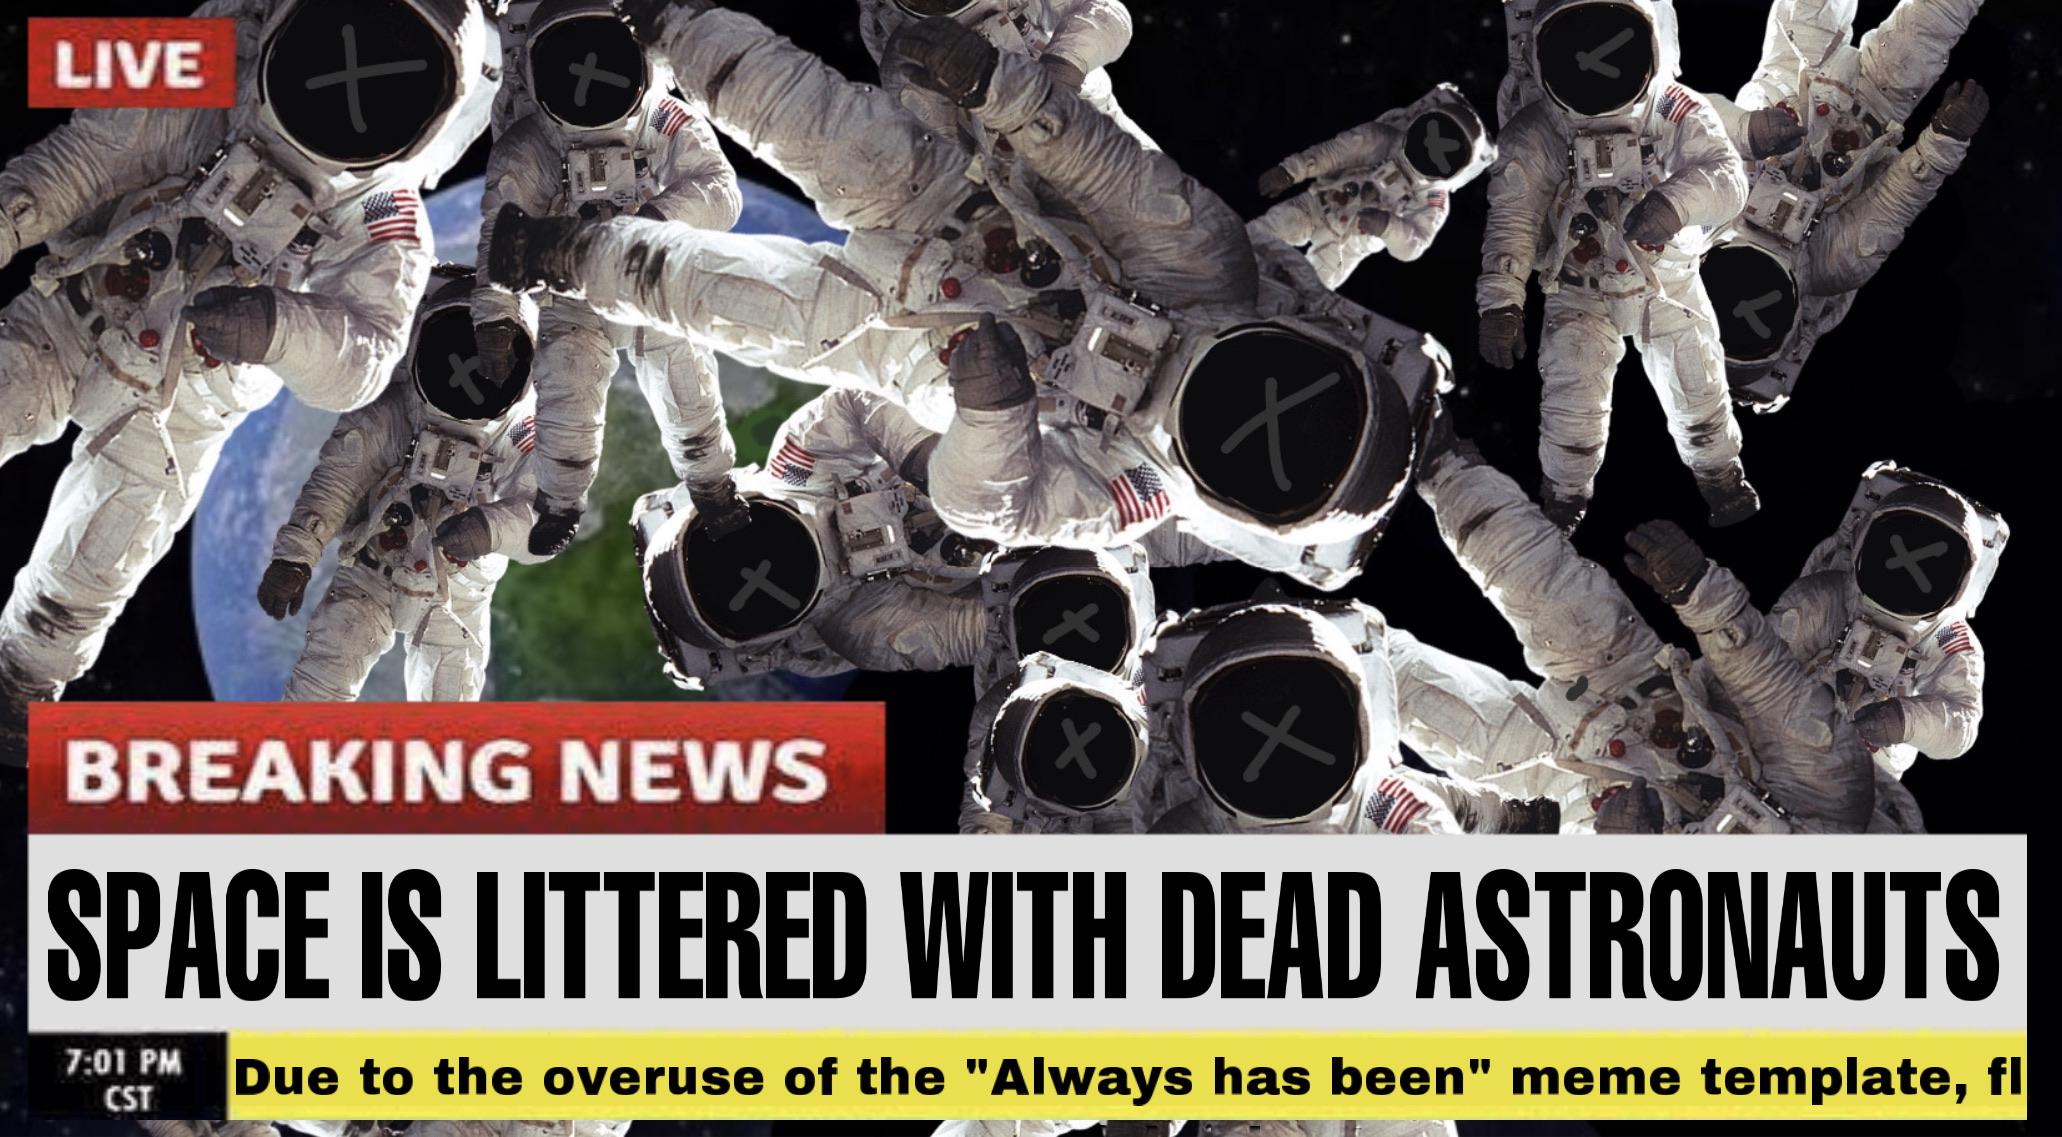 LIVE
BREAKING NEWS
SPACE IS LITTERED WITH DEAD ASTRONAUTS
7:01 PM
CST
Due to the overuse of the "Always has been" meme template, fl